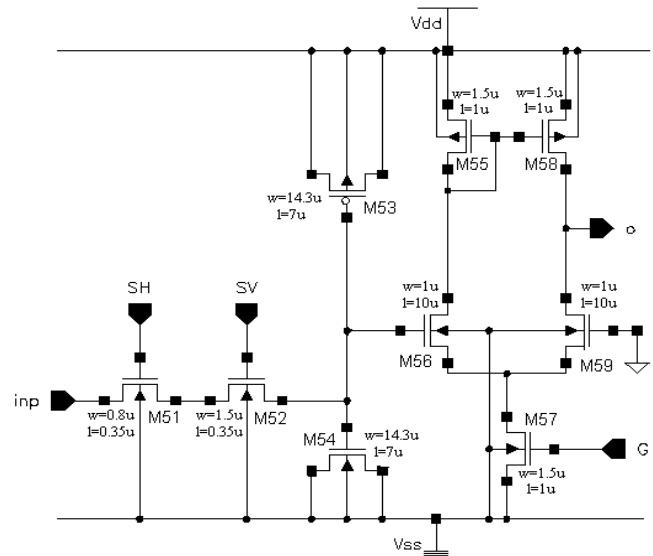 Vdd
w=1.5u
l=1u
w=1.5u
l=1u
M55
M58
w=14.3u
l=7u
M53
o
SH
SV
w=1u
l=10u
w=1u
l=10u
M56
M59
inp
w=0.8u
l=0.35u
M51
w=1.5u
l=0.35u
M52
M54
w=14.3u
l=7u
M57
G
w=1.5u
l=1u
Vss